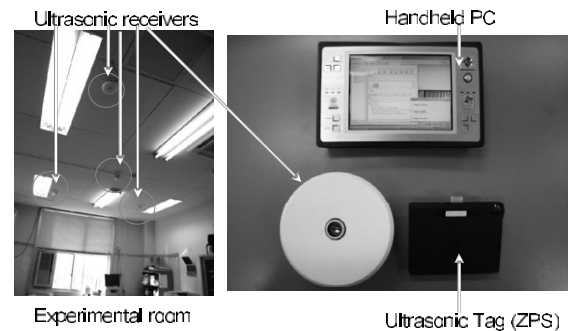 Ultrasonic receivers
Handheld PC
Experimental room
Ultrasonic Tag (ZPS)